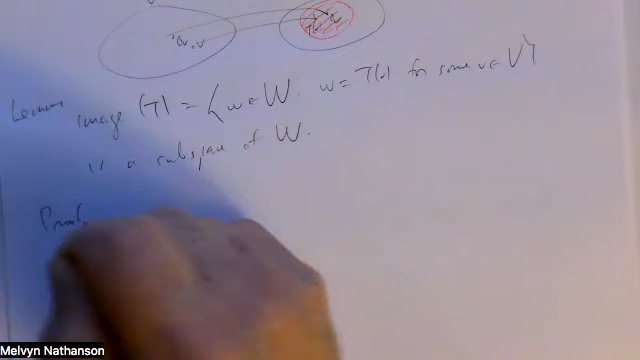 Lemma image (T) = { w ∈ W : w = T(v) for some v ∈ V }
is a subspace of W.
Proof.
Melvyn Nathanson